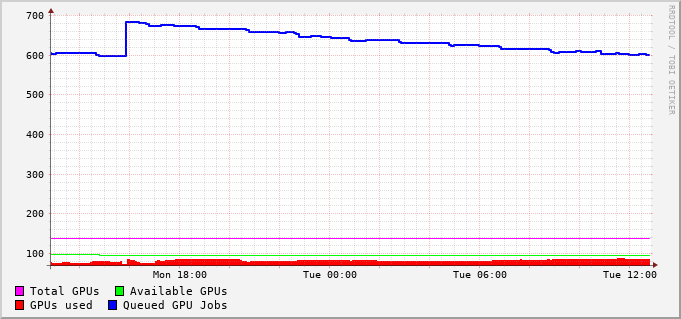 700
600
500
400
300
200
100
Mon 18:00 Tue 00:00 Tue 06:00 Tue 12:00
Total GPUs Available GPUs
GPUs used Queued GPU Jobs
RRDTOOL / TOBI OETIKER